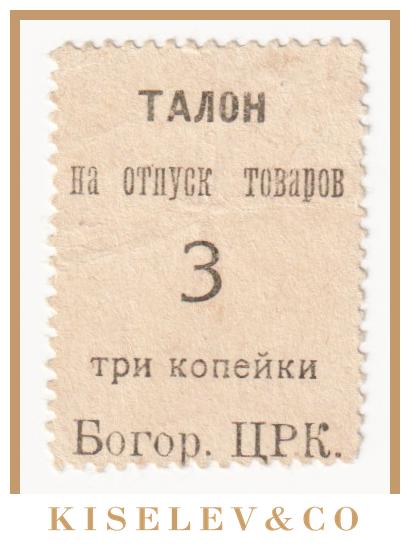 ТАЛОН
на отпуск товаров
3
три копейки
Богор. ЦРК.
KISELEV&CO